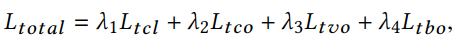 L_{total} = λ_1 L_{tcl} + λ_2 L_{tco} + λ_3 L_{tvo} + λ_4 L_{tbo},